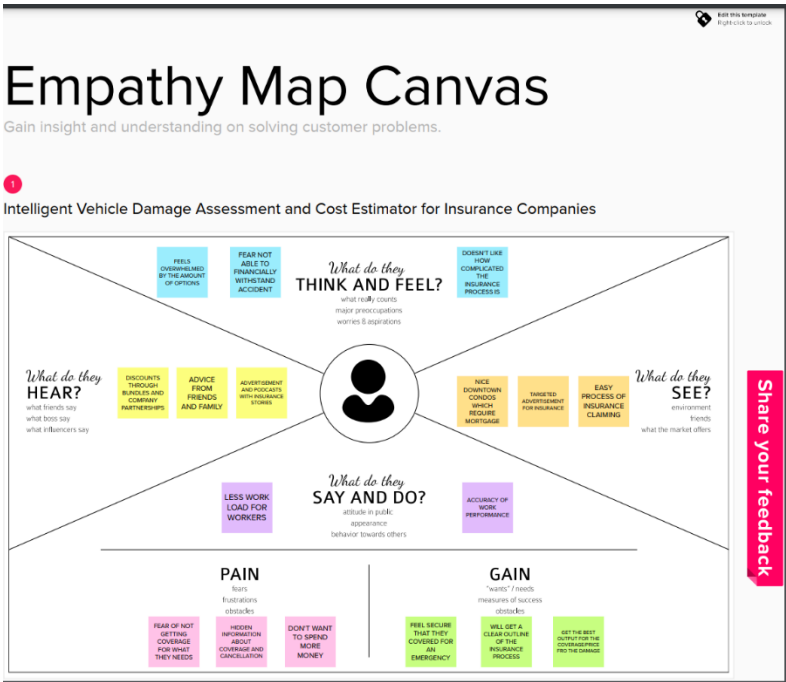 Edit this template
Right-click to unlock
Empathy Map Canvas
Gain insight and understanding on solving customer problems.
1
Intelligent Vehicle Damage Assessment and Cost Estimator for Insurance Companies
FEELS
OVERWHELMED
BY THE AMOUNT
OF OPTIONS
FEAR NOT
ABLE TO
FINANCIALLY
WITHSTAND
ACCIDENT
What do they
THINK AND FEEL?
what really counts
major preoccupations
worries & aspirations
DOESN'T LIKE
HOW
COMPLICATED
THE
INSURANCE
PROCESS IS
What do they
HEAR?
what friends say
what boss say
what influencers say
DISCOUNTS
THROUGH
BUNDLES AND
COMPANY
PARTNERSHIPS
ADVICE
FROM
FRIENDS
AND FAMILY
ADVERTISEMENT
AND PODCASTS
WITH INSURANCE
STORIES
NICE
DOWNTOWN
CONDOS
WHICH
REQUIRE
MORTGAGE
TARGETED
ADVERTISEMENT
FOR INSURANCE
EASY
PROCESS OF
INSURANCE
CLAIMING
What do they
SEE?
environment
friends
what the market offers
Share your feedback
LESS WORK
LOAD FOR
WORKERS
What do they
SAY AND DO?
attitude in public
appearance
behavior towards others
ACCURACY OF
WORK
PERFORMANCE
PAIN
fears
frustrations
obstacles
FEAR OF NOT
GETTING
COVERAGE
FOR WHAT
THEY NEEDS
HIDDEN
INFORMATION
ABOUT
COVERAGE AND
CANCELLATION
DON'T WANT
TO SPEND
MORE
MONEY
GAIN
"wants" / needs
measures of success
obstacles
FEEL SECURE
THAT THEY
COVERED FOR
AN
EMERGENCY
WILL GET A
CLEAR OUTLINE
OF THE
INSURANCE
PROCESS
GET THE BEST
OUTPUT FOR THE
COVERAGE/PRICE
FRO THE DAMAGE